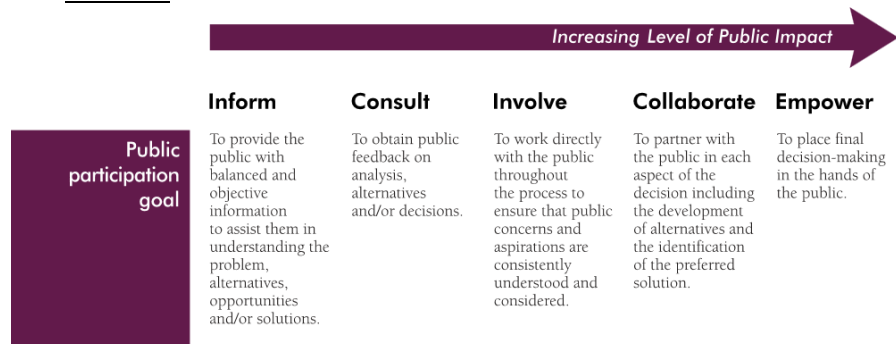 Increasing Level of Public Impact
Inform
Consult
Involve
Collaborate
Empower
Public
participation
goal
To provide the
public with
balanced and
objective
information
to assist them in
understanding the
problem,
alternatives,
opportunities
and/or solutions.
To obtain public
feedback on
analysis,
alternatives
and/or decisions.
To work directly
with the public
throughout
the process to
ensure that public
concerns and
aspirations are
consistently
understood and
considered.
To partner with
the public in each
aspect of the
decision including
the development
of alternatives and
the identification
of the preferred
solution.
To place final
decision-making
in the hands of
the public.